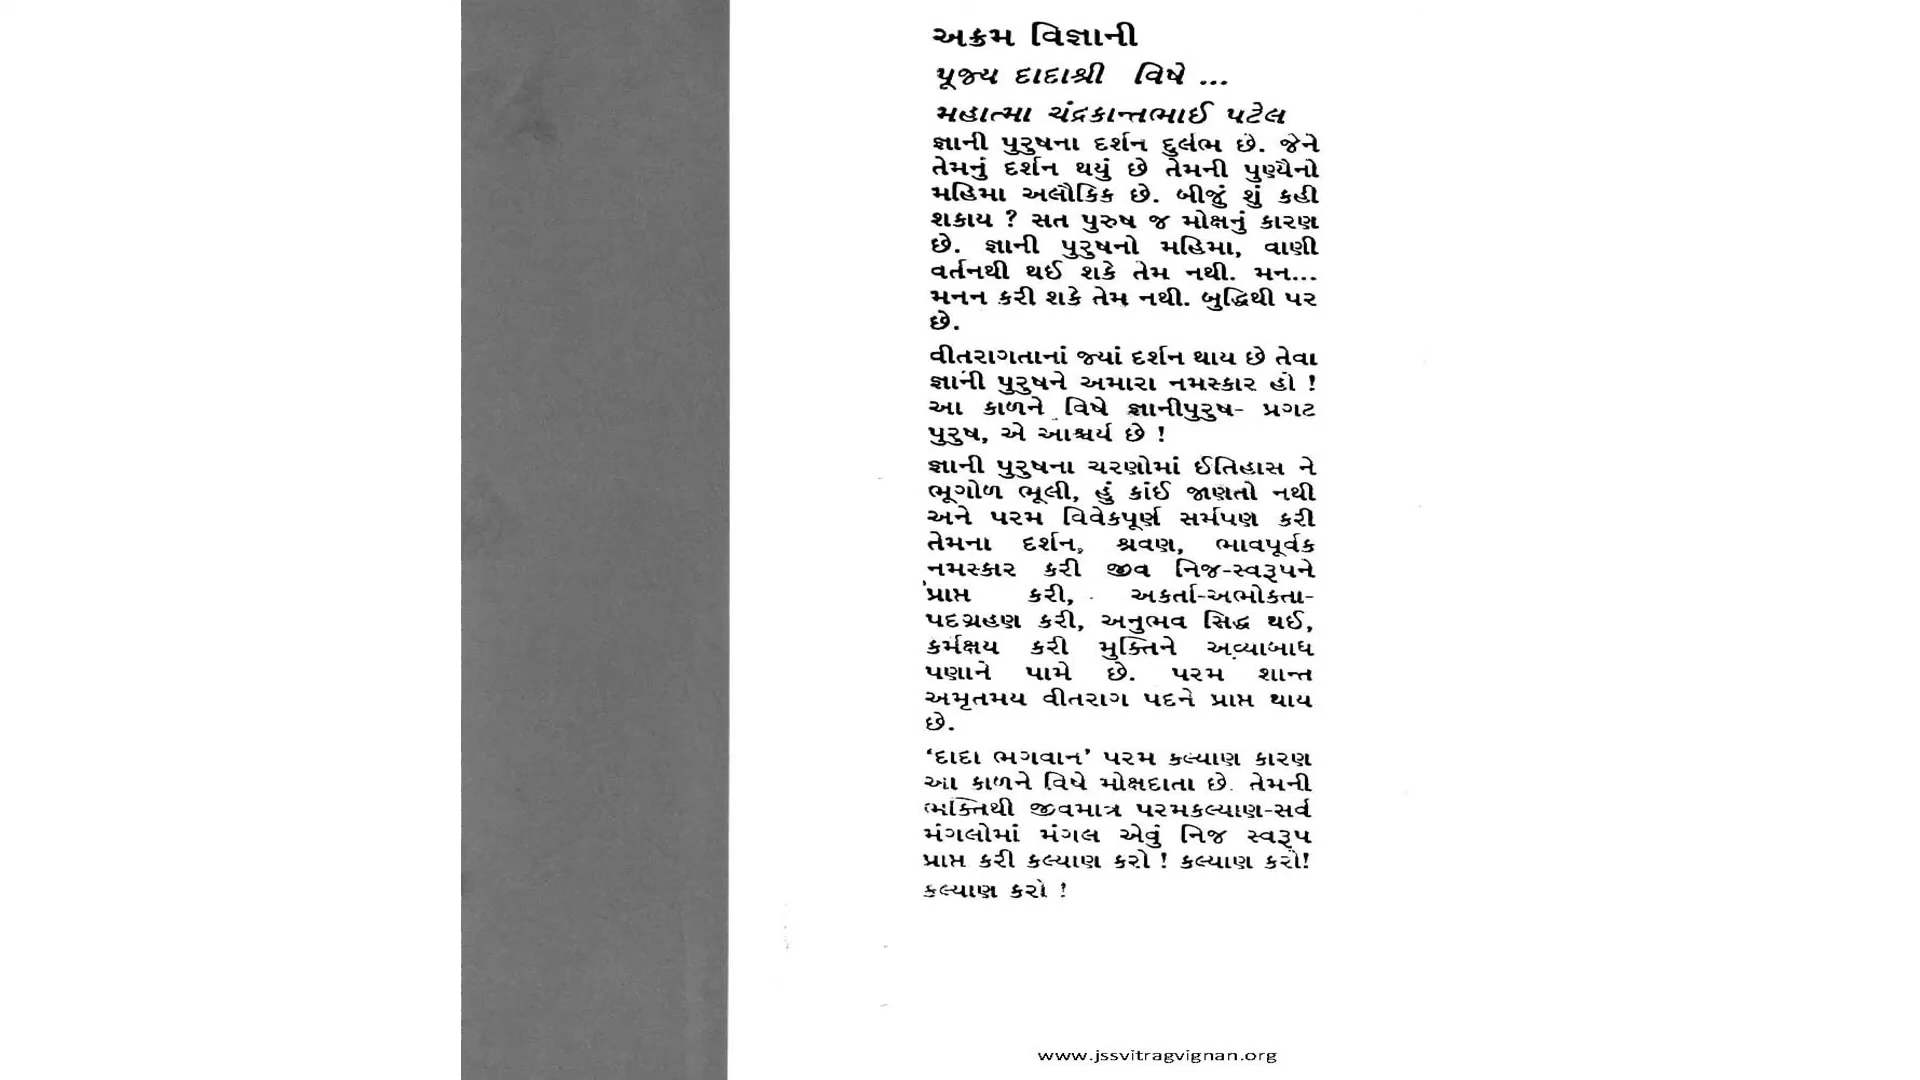 અક્રમ વિજ્ઞાની
પૂજ્ય દાદાશ્રી વિષે ...
મહાત્મા ચંદ્રકાન્તભાઈ પટેલ
જ્ઞાની પુરુષના દર્શન દુર્લભ છે. જેને
તેમનું દર્શન થયું છે તેમની પુણ્યૈનો
મહિમા અલૌકિક છે. બીજું શું કહી
શકાય ? સત પુરુષ જ મોક્ષનું કારણ
છે. જ્ઞાની પુરુષનો મહિમા, વાણી
વર્તનથી થઈ શકે તેમ નથી. મન...
મનન કરી શકે તેમ નથી. બુદ્ધિથી પર
છે.
વીતરાગતાનાં જ્યાં દર્શન થાય છે તેવા
જ્ઞાની પુરુષને અમારા નમસ્કાર હો !
આ કાળને વિષે જ્ઞાનીપુરુષ- પ્રગટ
પુરુષ, એ આશ્ચર્ય છે !
જ્ઞાની પુરુષના ચરણોમાં ઈતિહાસ ને
ભૂગોળ ભૂલી, હું કાંઈ જાણતો નથી
અને પરમ વિવેકપૂર્ણ સર્મપણ કરી
તેમના દર્શન, શ્રવણ, ભાવપૂર્વક
નમસ્કાર કરી જીવ નિજ-સ્વરૂપને
પ્રાપ્ત કરી, અકર્તા-અભોક્તા-
પદગ્રહણ કરી, અનુભવ સિદ્ધ થઈ,
કર્મક્ષય કરી મુક્તિને અવ્યાબાધ
પણાને પામે છે. પરમ શાન્ત
અમૃતમય વીતરાગ પદને પ્રાપ્ત થાય
છે.
‘દાદા ભગવાન’ પરમ કલ્યાણ કારણ
આ કાળને વિષે મોક્ષદાતા છે. તેમની
ભક્તિથી જીવમાત્ર પરમકલ્યાણ-સર્વ
મંગલોમાં મંગલ એવું નિજ સ્વરૂપ
પ્રાપ્ત કરી કલ્યાણ કરો ! કલ્યાણ કરો!
કલ્યાણ કરો !
www.jssvitragvignan.org